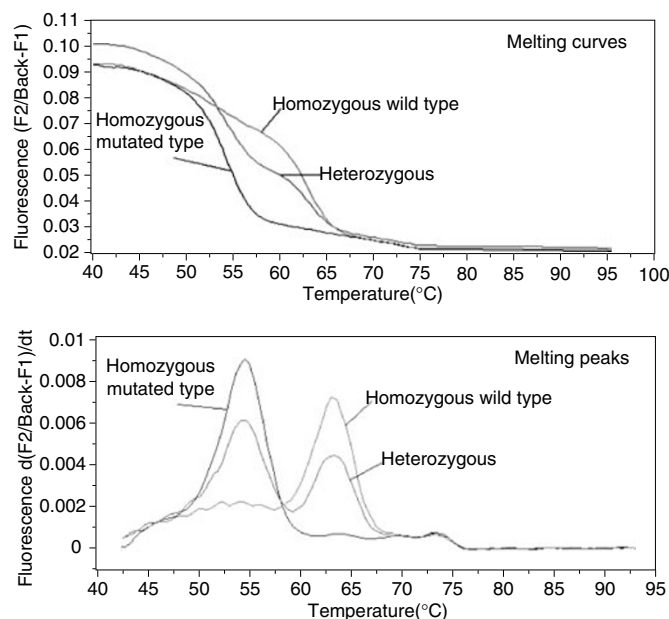 Melting curves
Fluorescence (F2/Back-F1)
0.11
0.10
0.09
0.08
0.07
0.06
0.05
0.04
0.03
0.02
Homozygous wild type
Homozygous
mutated type
Heterozygous
40 45 50 55 60 65 70 75 80 85 90 95 100
Temperature(°C)
Melting peaks
Fluorescence d(F2/Back-F1)/dt
0.01
0.008
0.006
0.004
0.002
0
Homozygous
mutated type
Homozygous wild type
Heterozygous
40 45 50 55 60 65 70 75 80 85 90 95
Temperature(°C)